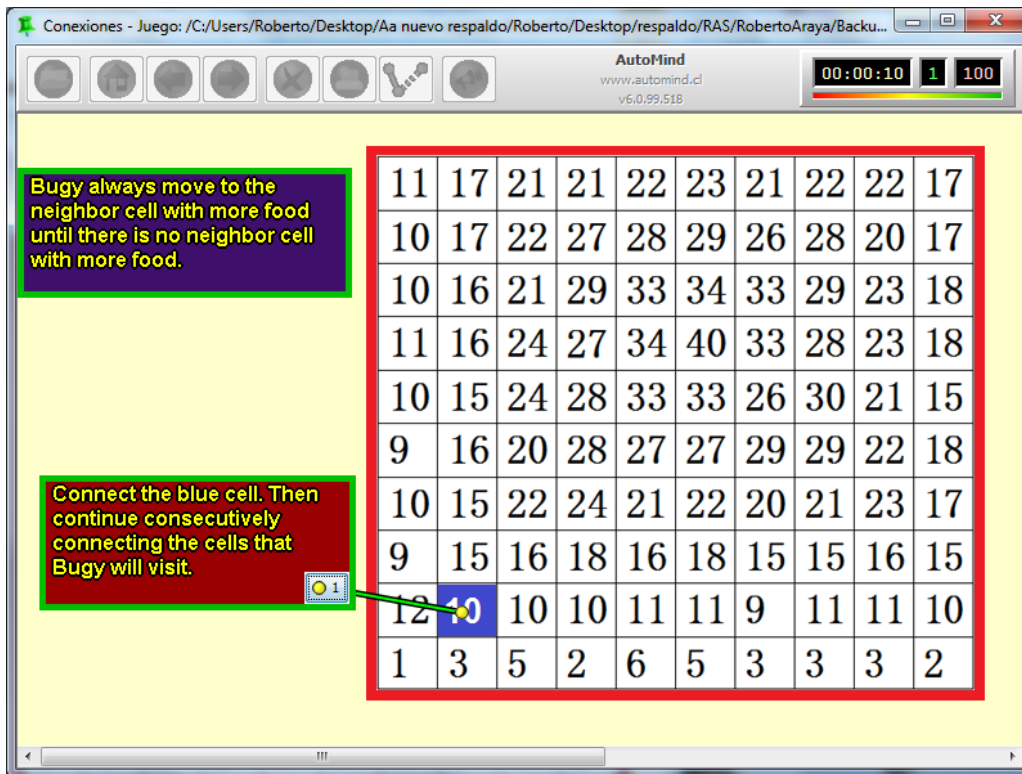 Conexiones - Juego: /C:/Users/Roberto/Desktop/Aa nuevo respaldo/Roberto/Desktop/respaldo/RAS/RobertoAraya/Backu...
AutoMind
www.automind.cl
v6.0.99.518
00:00:10 1 100
Bugy always move to the
neighbor cell with more food
until there is no neighbor cell
with more food.
11 17 21 21 22 23 21 22 22 17
10 17 22 27 28 29 26 28 20 17
10 16 21 29 33 34 33 29 23 18
11 16 24 27 34 40 33 28 23 18
10 15 24 28 33 33 26 30 21 15
9 16 20 28 27 27 29 29 22 18
10 15 22 24 21 22 20 21 23 17
9 15 16 18 16 18 15 15 16 15
12 10 10 10 11 11 9 11 11 10
1 3 5 2 6 5 3 3 3 2
Connect the blue cell. Then
continue consecutively
connecting the cells that
Bugy will visit.
1